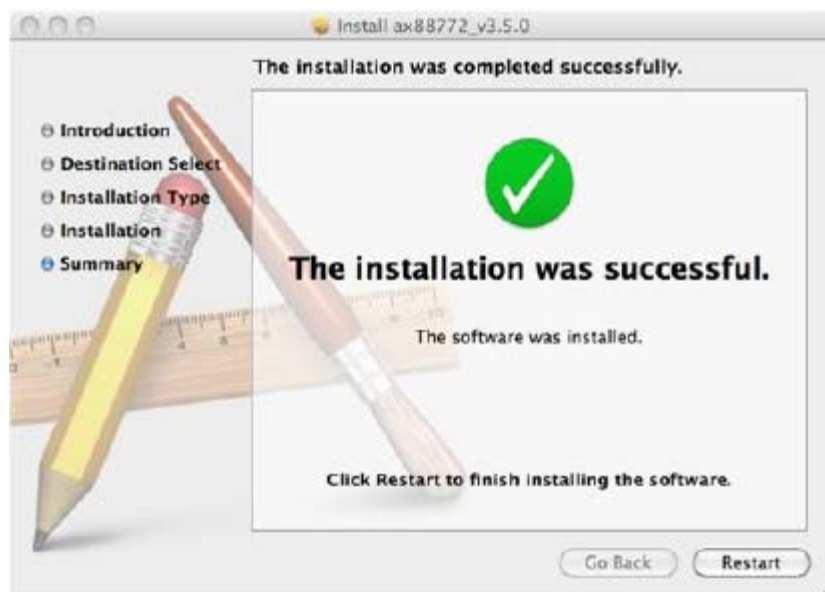 Install ax88772_v3.5.0
The installation was completed successfully.
Introduction
Destination Select
Installation Type
Installation
Summary
The installation was successful.
The software was installed.
Click Restart to finish installing the software.
Go Back
Restart